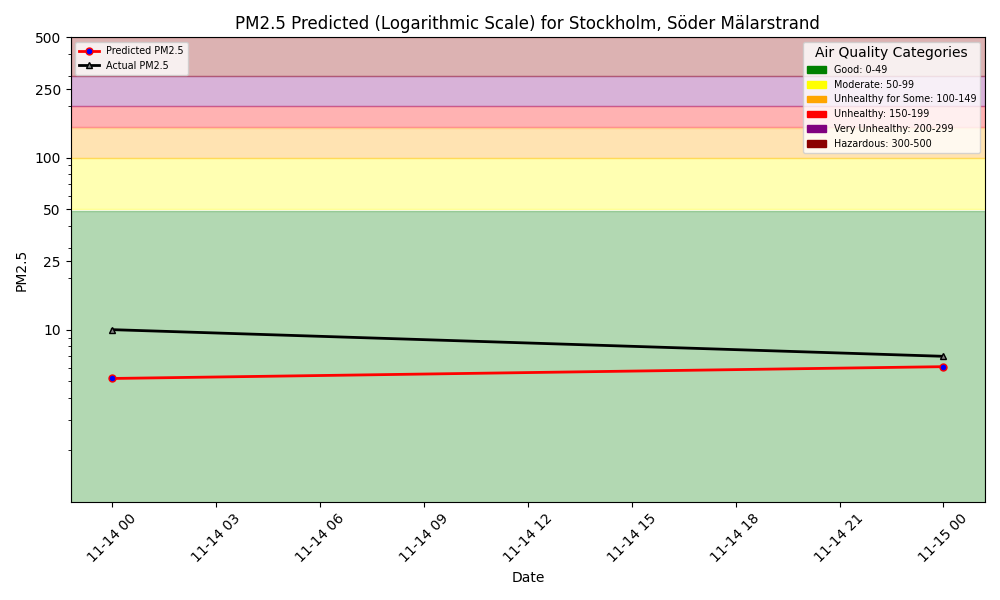 PM2.5 Predicted (Logarithmic Scale) for Stockholm, Söder Mälarstrand
Predicted PM2.5
Actual PM2.5
Air Quality Categories
Good: 0-49
Moderate: 50-99
Unhealthy for Some: 100-149
Unhealthy: 150-199
Very Unhealthy: 200-299
Hazardous: 300-500
500
250
100
50
25
10
PM2.5
11-14 00
11-14 03
11-14 06
11-14 09
11-14 12
11-14 15
11-14 18
11-14 21
11-15 00
Date